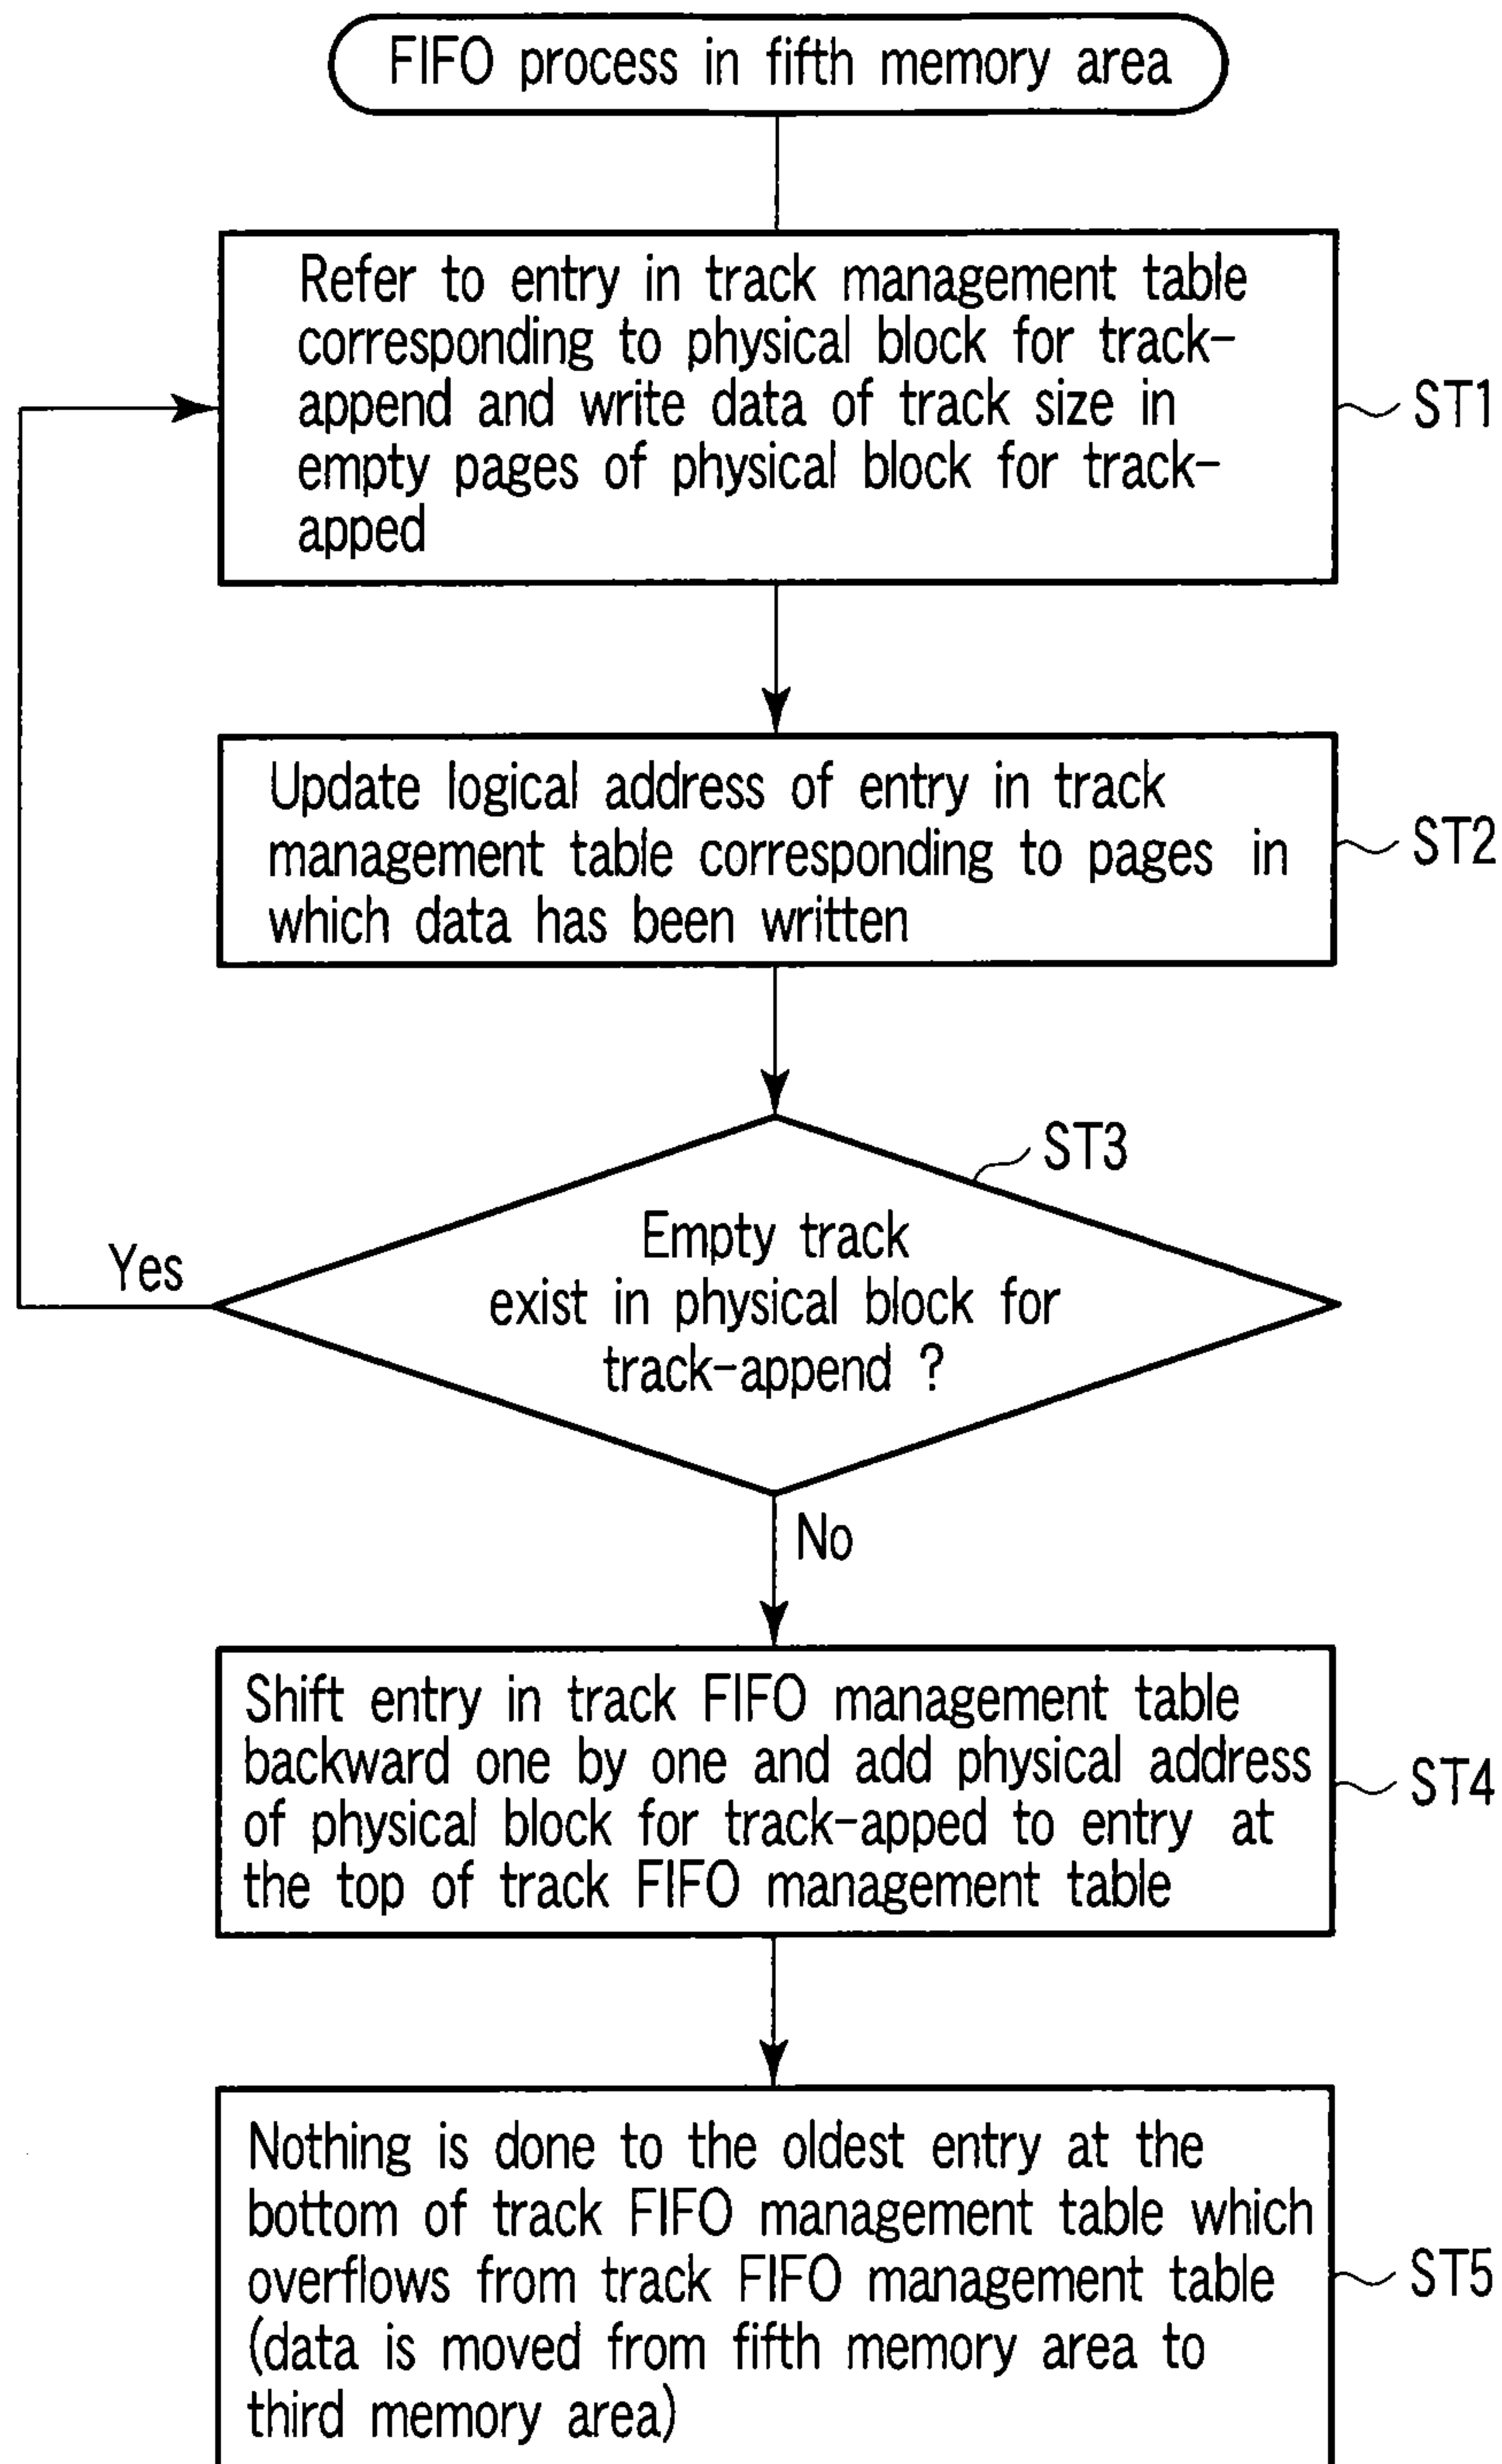 FIFO process in fifth memory area
Refer to entry in track management table
corresponding to physical block for track-
append and write data of track size in
empty pages of physical block for track-
apped
ST1
Update logical address of entry in track
management table corresponding to pages in
which data has been written
ST2
ST3
Empty track
exist in physical block for
track-append ?
Yes
No
Shift entry in track FIFO management table
backward one by one and add physical address
of physical block for track-apped to entry at
the top of track FIFO management table
ST4
Nothing is done to the oldest entry at the
bottom of track FIFO management table which
overflows from track FIFO management table
(data is moved from fifth memory area to
third memory area)
ST5